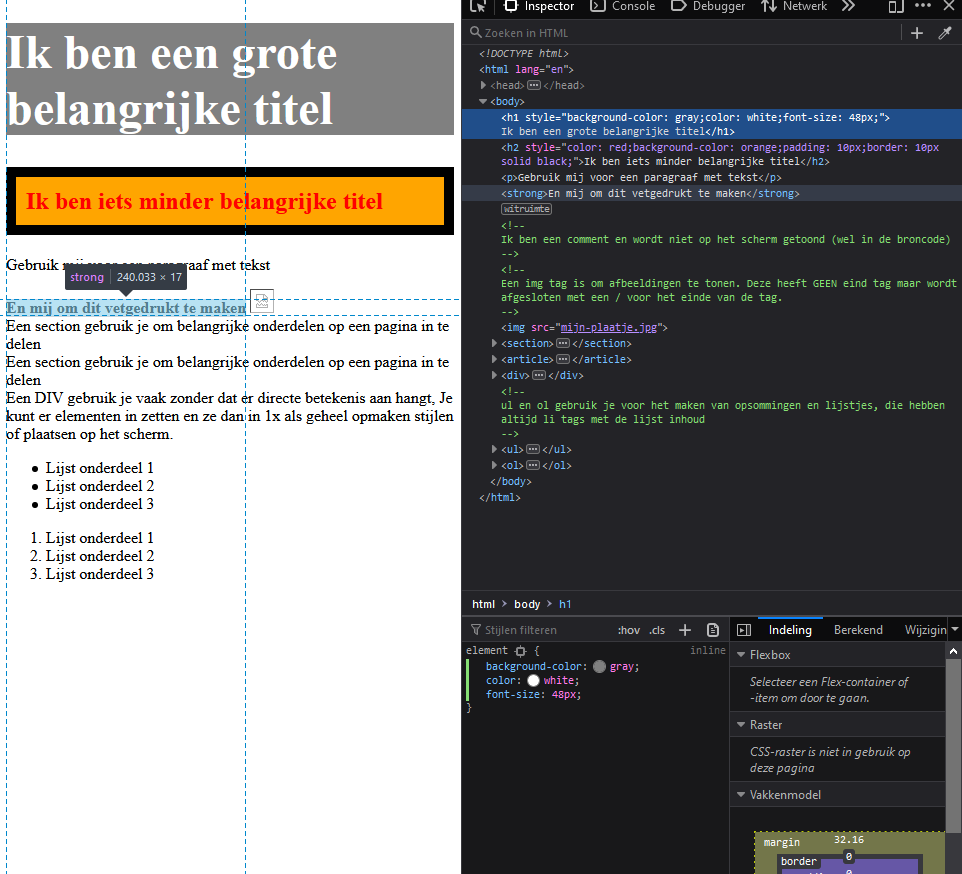 Ik ben een grote
belangrijke titel
Ik ben iets minder belangrijke titel
Gebruik mij voor een paragraaf met tekst
strong 240.033 × 17
En mij om dit vetgedrukt te maken
Een section gebruik je om belangrijke onderdelen op een pagina in te
delen
Een section gebruik je om belangrijke onderdelen op een pagina in te
delen
Een DIV gebruik je vaak zonder dat er directe betekenis aan hangt, Je
kunt er elementen in zetten en ze dan in 1x als geheel opmaken stijlen
of plaatsen op het scherm.
• Lijst onderdeel 1
• Lijst onderdeel 2
• Lijst onderdeel 3
1. Lijst onderdeel 1
2. Lijst onderdeel 2
3. Lijst onderdeel 3
Inspector Console Debugger Netwerk
Zoeken in HTML
<!DOCTYPE html>
<html lang="en">
<head>⋯</head>
<body>
<h1 style="background-color: gray;color: white;font-size: 48px;">
Ik ben een grote belangrijke titel</h1>
<h2 style="color: red;background-color: orange;padding: 10px;border: 10px
solid black;">Ik ben iets minder belangrijke titel</h2>
<p>Gebruik mij voor een paragraaf met tekst</p>
<strong>En mij om dit vetgedrukt te maken</strong>
witruimte
<!--
Ik ben een comment en wordt niet op het scherm getoond (wel in de broncode)
-->
<!--
Een img tag is om afbeeldingen te tonen. Deze heeft GEEN eind tag maar wordt
afgesloten met een / voor het einde van de tag.
-->
<img src="mijn-plaatje.jpg">
<section>⋯</section>
<article>⋯</article>
<div>⋯</div>
<!--
ul en ol gebruik je voor het maken van opsommingen en lijstjes, die hebben
altijd li tags met de lijst inhoud
-->
<ul>⋯</ul>
<ol>⋯</ol>
</body>
</html>
html > body > h1
Stijlen filteren :hov .cls +
element { inline
background-color: gray;
color: white;
font-size: 48px;
}
Indeling Berekend Wijzigin
Flexbox
Selecteer een Flex-container of
-item om door te gaan.
Raster
CSS-raster is niet in gebruik op
deze pagina
Vakkenmodel
margin 32.16
border 0
0